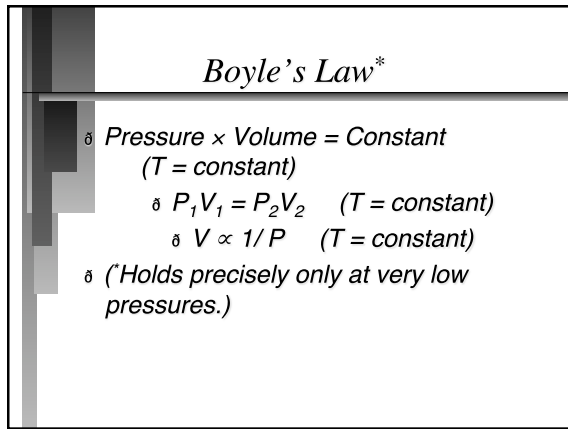 Boyle's Law*
ð Pressure × Volume = Constant
(T = constant)
ð P₁V₁ = P₂V₂ (T = constant)
ð V ∝ 1/P (T = constant)
ð (*Holds precisely only at very low
pressures.)